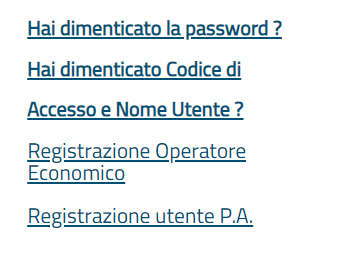 Hai dimenticato la password ?
Hai dimenticato Codice di
Accesso e Nome Utente ?
Registrazione Operatore
Economico
Registrazione utente P.A.